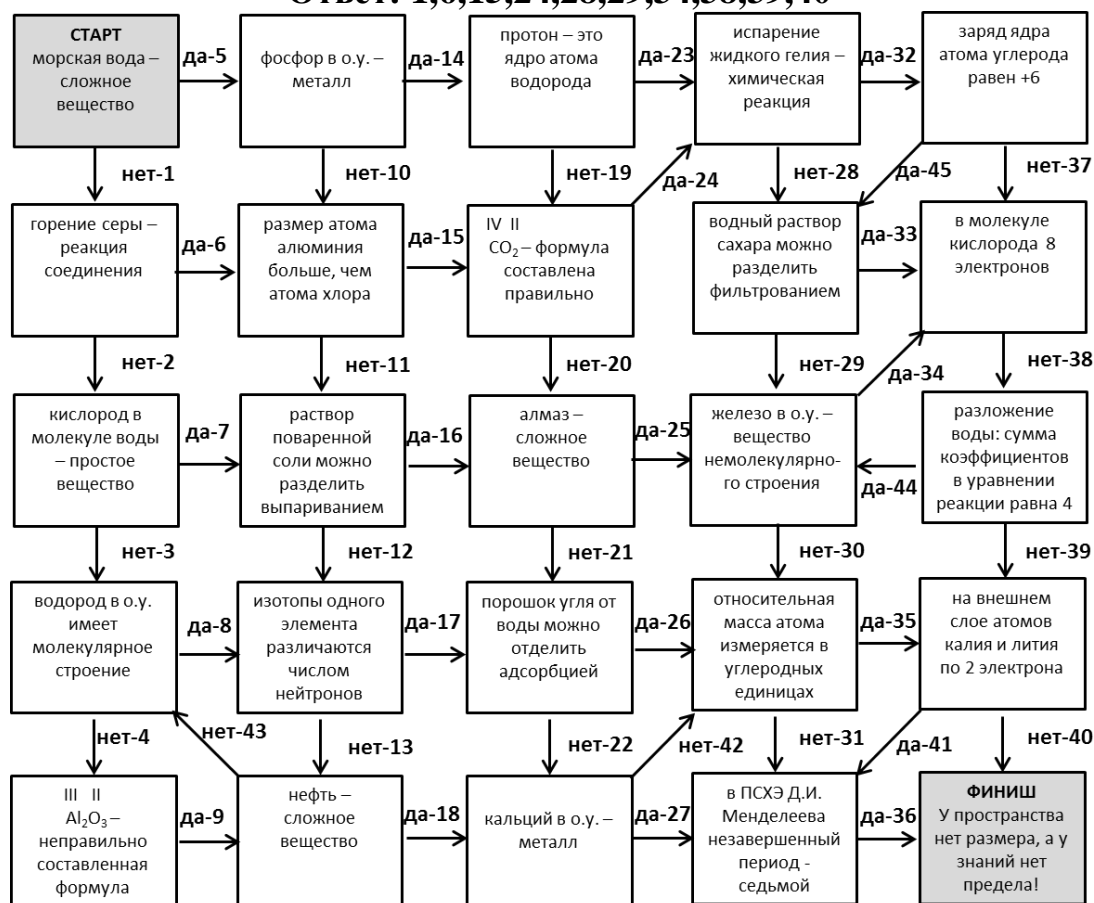 Ответ: 1,6,15,24,28,29,34,38,39,40
СТАРТ
морская вода –
сложное
вещество
да-5
фосфор в о.у. –
металл
да-14
протон – это
ядро атома
водорода
да-23
испарение
жидкого гелия –
химическая
реакция
да-32
заряд ядра
атома углерода
равен +6
нет-1
нет-10
нет-19
да-24
нет-28
да-45
нет-37
горение серы –
реакция
соединения
да-6
размер атома
алюминия
больше, чем
атома хлора
да-15
IV II
CO₂ – формула
составлена
правильно
водный раствор
сахара можно
разделить
фильтрованием
да-33
в молекуле
кислорода 8
электронов
нет-2
нет-11
нет-20
нет-29
да-34
нет-38
кислород в
молекуле воды
– простое
вещество
да-7
раствор
поваренной
соли можно
разделить
выпариванием
да-16
алмаз –
сложное
вещество
да-25
железо в о.у. –
вещество
немолекулярно-
го строения
да-44
разложение
воды: сумма
коэффициентов
в уравнении
реакции равна 4
нет-3
нет-12
нет-21
нет-30
нет-39
водород в о.у.
имеет
молекулярное
строение
да-8
изотопы одного
элемента
различаются
числом
нейтронов
да-17
порошок угля от
воды можно
отделить
адсорбцией
да-26
относительная
масса атома
измеряется в
углеродных
единицах
да-35
на внешнем
слое атомов
калия и лития
по 2 электрона
нет-4
нет-43
нет-13
нет-22
нет-42
нет-31
да-41
нет-40
III II
Al₂O₃ –
неправильно
составленная
формула
да-9
нефть –
сложное
вещество
да-18
кальций в о.у. –
металл
да-27
в ПСХЭ Д.И.
Менделеева
незавершенный
период -
седьмой
да-36
ФИНИШ
У пространства
нет размера, а у
знаний нет
предела!